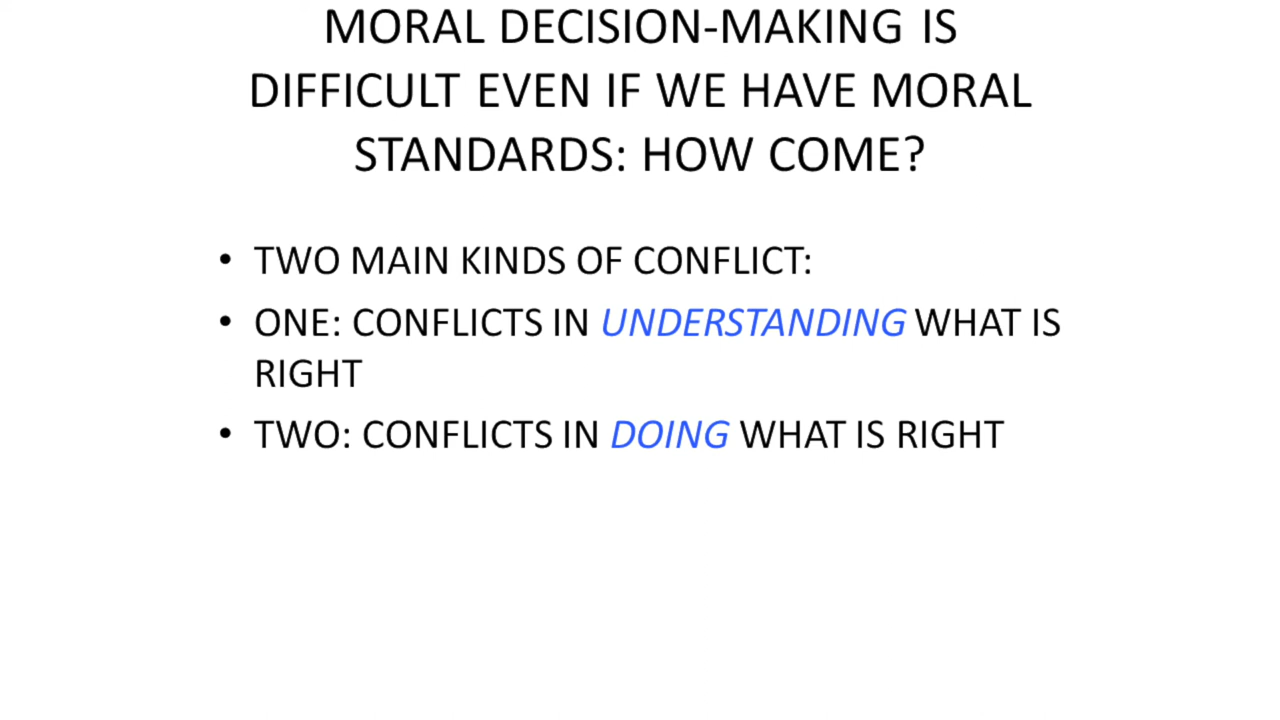 MORAL DECISION-MAKING IS
DIFFICULT EVEN IF WE HAVE MORAL
STANDARDS: HOW COME?
• TWO MAIN KINDS OF CONFLICT:
• ONE: CONFLICTS IN UNDERSTANDING WHAT IS
RIGHT
• TWO: CONFLICTS IN DOING WHAT IS RIGHT